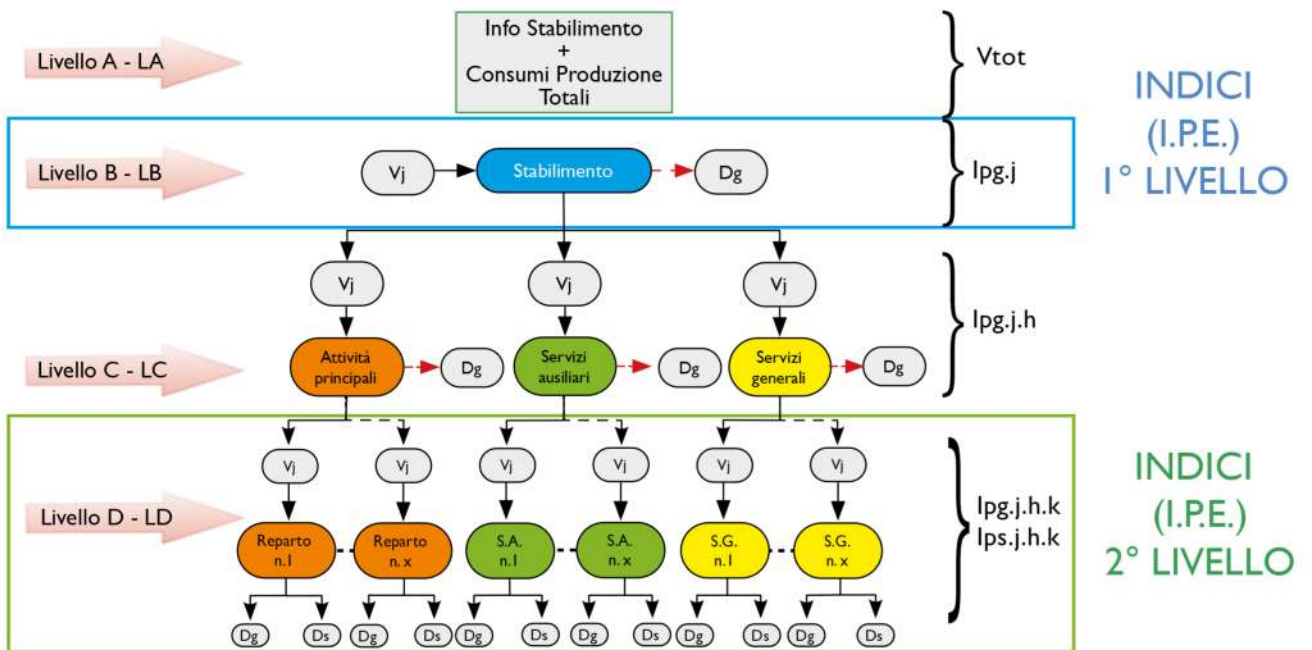 Livello A - LA
Info Stabilimento
+
Consumi Produzione
Totali
Vtot
INDICI
(I.P.E.)
1° LIVELLO
Livello B - LB
Vj
Stabilimento
Dg
Ipg.j
Vj
Vj
Vj
Ipg.j.h
Livello C - LC
Attività
principali
Dg
Servizi
ausiliari
Dg
Servizi
generali
Dg
Vj
Vj
Vj
Vj
Vj
Vj
Livello D - LD
Reparto
n.1
Reparto
n. x
S.A.
n.1
S.A.
n. x
S.G.
n.1
S.G.
n. x
Ipg.j.h.k
Ips.j.h.k
INDICI
(I.P.E.)
2° LIVELLO
Dg
Ds
Dg
Ds
Dg
Ds
Dg
Ds
Dg
Ds
Dg
Ds